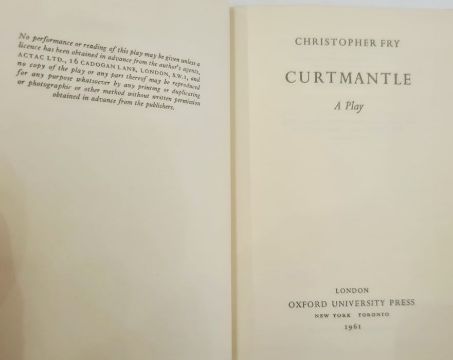 No performance or reading of this play may be given unless a
licence has been obtained in advance from the author's agents,
ACTAC LTD., 16 CADOGAN LANE, LONDON, S.W.1, and
no copy of the play or any part thereof may be reproduced
for any purpose whatsoever by any printing or duplicating
or photographic or other method without written permission
obtained in advance from the publishers.
CHRISTOPHER FRY
CURTMANTLE
A Play
LONDON
OXFORD UNIVERSITY PRESS
NEW YORK TORONTO
1961